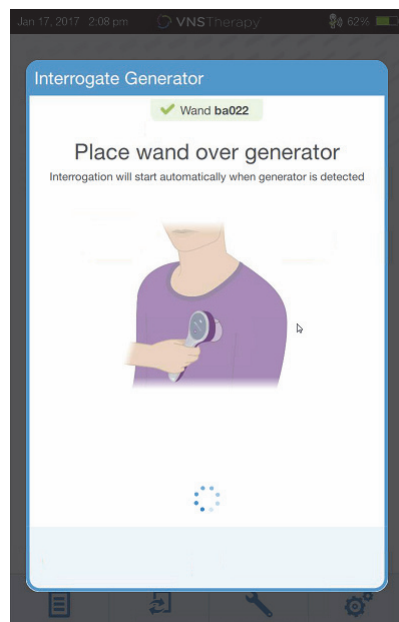 Jan 17, 2017 2:08 pm VNSTherapy 62%
Interrogate Generator
Wand ba022
Place wand over generator
Interrogation will start automatically when generator is detected